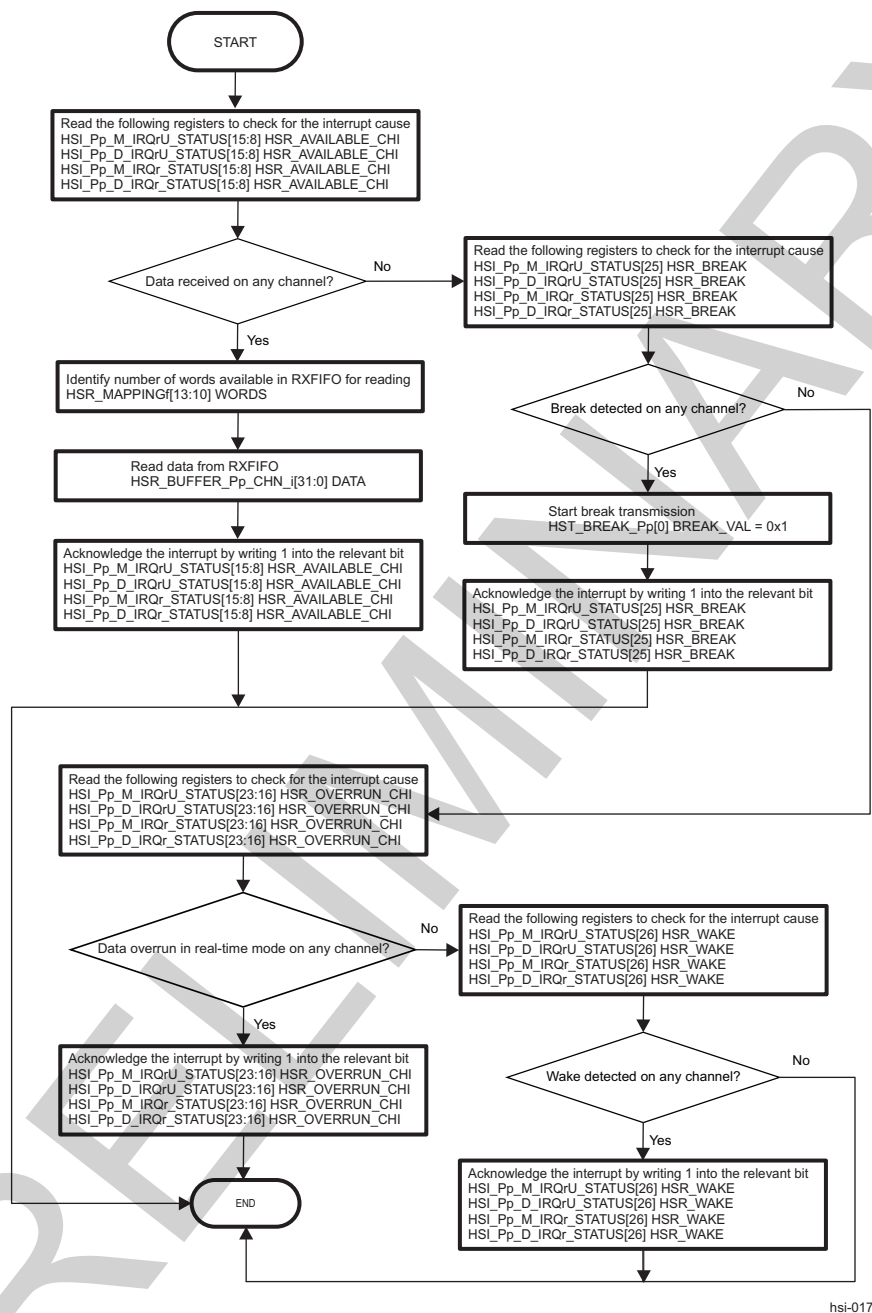 START
Read the following registers to check for the interrupt cause
HSI_Pp_M_IRQrU_STATUS[15:8] HSR_AVAILABLE_CHI
HSI_Pp_D_IRQrU_STATUS[15:8] HSR_AVAILABLE_CHI
HSI_Pp_M_IRQr_STATUS[15:8] HSR_AVAILABLE_CHI
HSI_Pp_D_IRQr_STATUS[15:8] HSR_AVAILABLE_CHI
Data received on any channel?
No
Yes
Read the following registers to check for the interrupt cause
HSI_Pp_M_IRQrU_STATUS[25] HSR_BREAK
HSI_Pp_D_IRQrU_STATUS[25] HSR_BREAK
HSI_Pp_M_IRQr_STATUS[25] HSR_BREAK
HSI_Pp_D_IRQr_STATUS[25] HSR_BREAK
Identify number of words available in RXFIFO for reading
HSR_MAPPINGf[13:10] WORDS
Break detected on any channel?
No
Yes
Read data from RXFIFO
HSR_BUFFER_Pp_CHN_i[31:0] DATA
Start break transmission
HST_BREAK_Pp[0] BREAK_VAL = 0x1
Acknowledge the interrupt by writing 1 into the relevant bit
HSI_Pp_M_IRQrU_STATUS[15:8] HSR_AVAILABLE_CHI
HSI_Pp_D_IRQrU_STATUS[15:8] HSR_AVAILABLE_CHI
HSI_Pp_M_IRQr_STATUS[15:8] HSR_AVAILABLE_CHI
HSI_Pp_D_IRQr_STATUS[15:8] HSR_AVAILABLE_CHI
Acknowledge the interrupt by writing 1 into the relevant bit
HSI_Pp_M_IRQrU_STATUS[25] HSR_BREAK
HSI_Pp_D_IRQrU_STATUS[25] HSR_BREAK
HSI_Pp_M_IRQr_STATUS[25] HSR_BREAK
HSI_Pp_D_IRQr_STATUS[25] HSR_BREAK
Read the following registers to check for the interrupt cause
HSI_Pp_M_IRQrU_STATUS[23:16] HSR_OVERRUN_CHI
HSI_Pp_D_IRQrU_STATUS[23:16] HSR_OVERRUN_CHI
HSI_Pp_M_IRQr_STATUS[23:16] HSR_OVERRUN_CHI
HSI_Pp_D_IRQr_STATUS[23:16] HSR_OVERRUN_CHI
Data overrun in real-time mode on any channel?
No
Yes
Read the following registers to check for the interrupt cause
HSI_Pp_M_IRQrU_STATUS[26] HSR_WAKE
HSI_Pp_D_IRQrU_STATUS[26] HSR_WAKE
HSI_Pp_M_IRQr_STATUS[26] HSR_WAKE
HSI_Pp_D_IRQr_STATUS[26] HSR_WAKE
Acknowledge the interrupt by writing 1 into the relevant bit
HSI_Pp_M_IRQrU_STATUS[23:16] HSR_OVERRUN_CHI
HSI_Pp_D_IRQrU_STATUS[23:16] HSR_OVERRUN_CHI
HSI_Pp_M_IRQr_STATUS[23:16] HSR_OVERRUN_CHI
HSI_Pp_D_IRQr_STATUS[23:16] HSR_OVERRUN_CHI
Wake detected on any channel?
No
Yes
Acknowledge the interrupt by writing 1 into the relevant bit
HSI_Pp_M_IRQrU_STATUS[26] HSR_WAKE
HSI_Pp_D_IRQrU_STATUS[26] HSR_WAKE
HSI_Pp_M_IRQr_STATUS[26] HSR_WAKE
HSI_Pp_D_IRQr_STATUS[26] HSR_WAKE
END
hsi-017
RELIMINAR